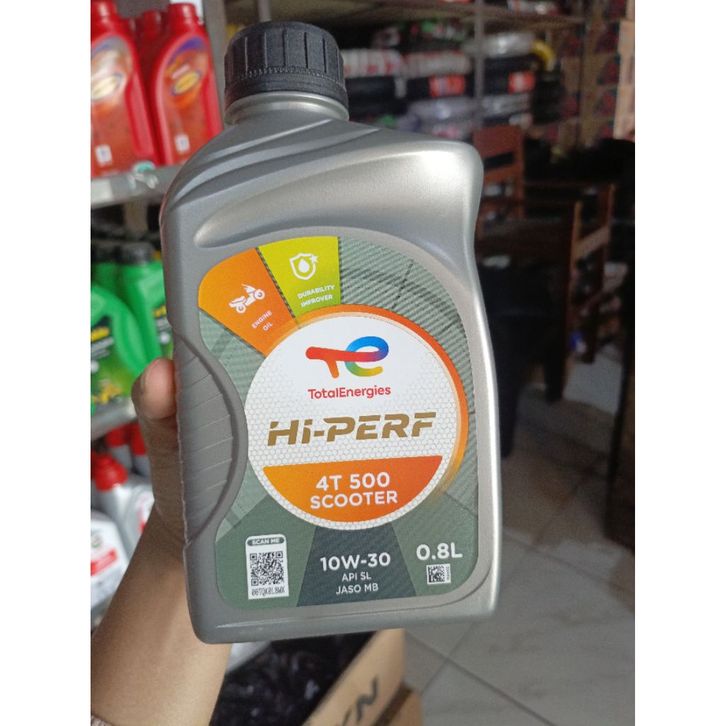 DURABILITY
IMPROVER
ENGINE
OIL
TotalEnergies
Hi-PERF
4T 500
SCOOTER
SCAN ME
10W-30
0.8L
API SL
JASO MB